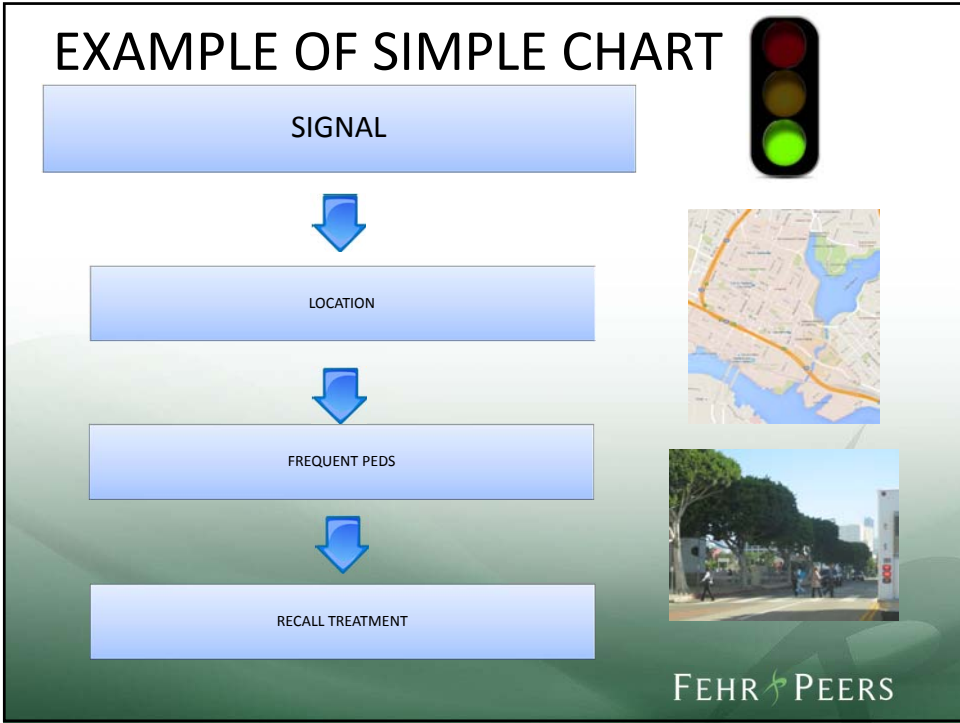 EXAMPLE OF SIMPLE CHART
SIGNAL
LOCATION
FREQUENT PEDS
RECALL TREATMENT
FEHR PEERS